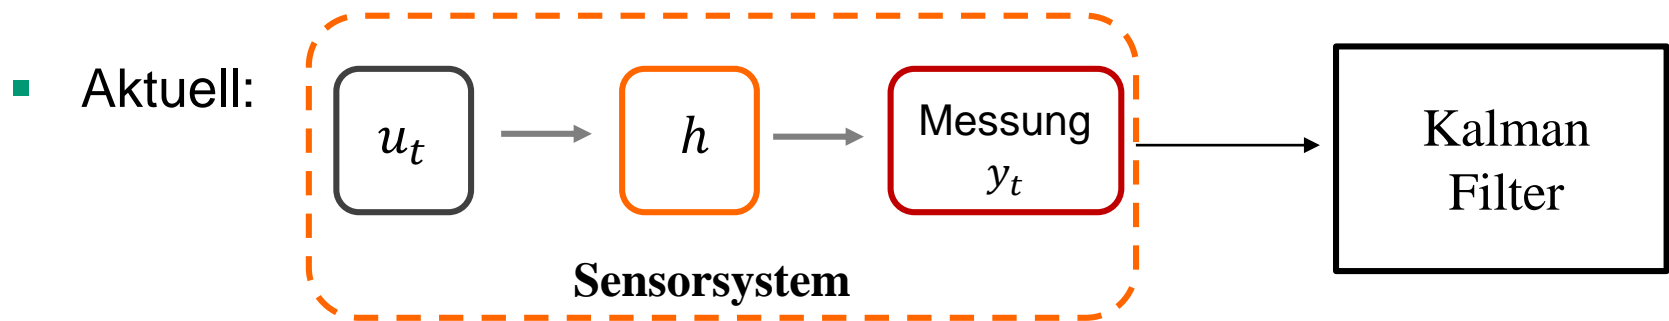 Aktuell:
u_t
h
Messung
y_t
Kalman
Filter
Sensorsystem